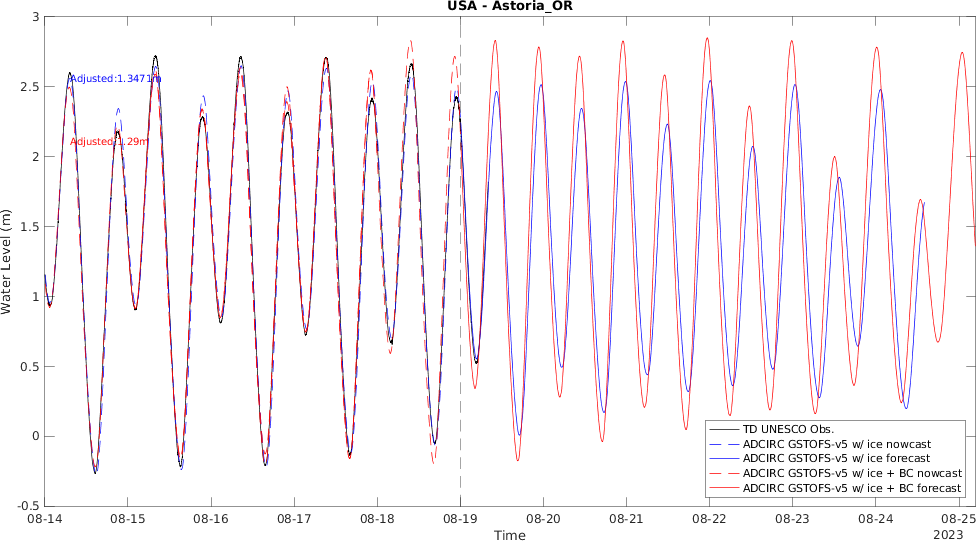 USA - Astoria_OR
3
2.5
2
1.5
1
0.5
0
-0.5
Water Level (m)
Adjusted:1.3471m
Adjusted:1.29m
TD UNESCO Obs.
ADCIRC GSTOFS-v5 w/ ice nowcast
ADCIRC GSTOFS-v5 w/ ice forecast
ADCIRC GSTOFS-v5 w/ ice + BC nowcast
ADCIRC GSTOFS-v5 w/ ice + BC forecast
08-14 08-15 08-16 08-17 08-18 08-19 08-20 08-21 08-22 08-23 08-24 08-25
Time
2023